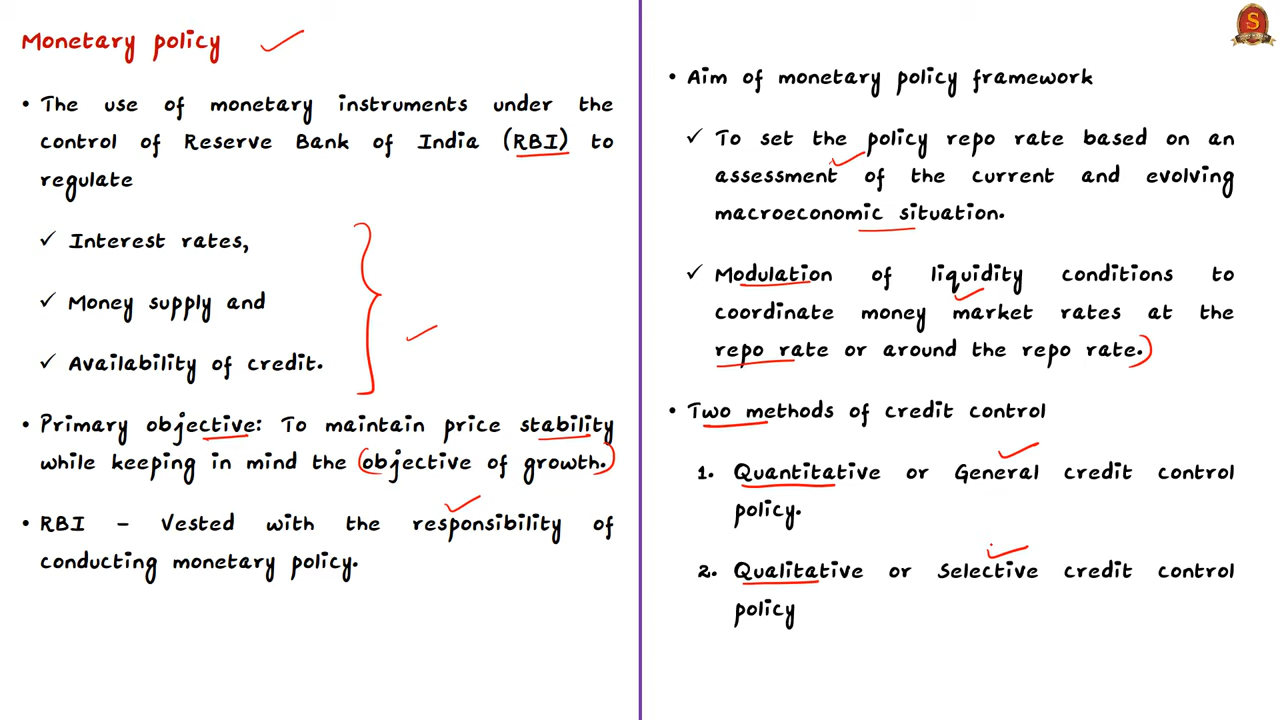 Monetary policy
• The use of monetary instruments under the
control of Reserve Bank of India (RBI) to
regulate
✓ Interest rates,
✓ Money supply and
✓ Availability of credit.
• Primary objective: To maintain price stability
while keeping in mind the objective of growth.
• RBI – Vested with the responsibility of
conducting monetary policy.
S
• Aim of monetary policy framework
✓ To set the policy repo rate based on an
assessment of the current and evolving
macroeconomic situation.
✓ Modulation of liquidity conditions to
coordinate money market rates at the
repo rate or around the repo rate.
• Two methods of credit control
1. Quantitative or General credit control
policy.
2. Qualitative or Selective credit control
policy